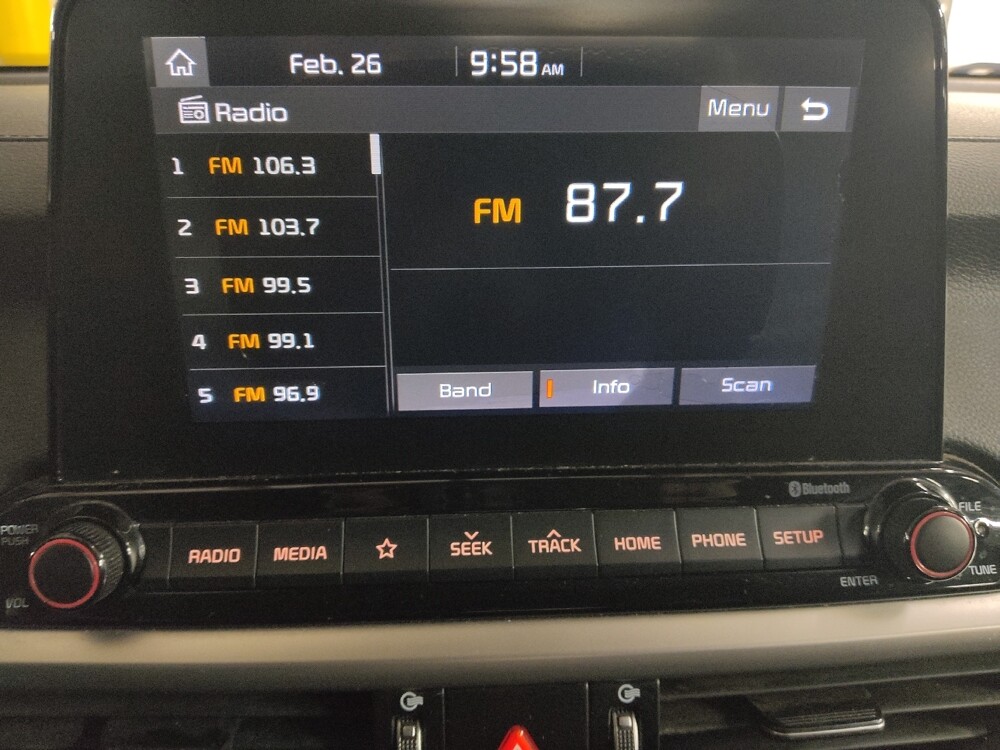 Feb. 26 9:58 AM
Radio Menu
1 FM 106.3
2 FM 103.7
3 FM 99.5
4 FM 99.1
5 FM 96.9
FM 87.7
Band Info Scan
Bluetooth
POWER
PUSH
VOL
RADIO MEDIA SEEK TRACK HOME PHONE SETUP
FILE
TUNE
ENTER